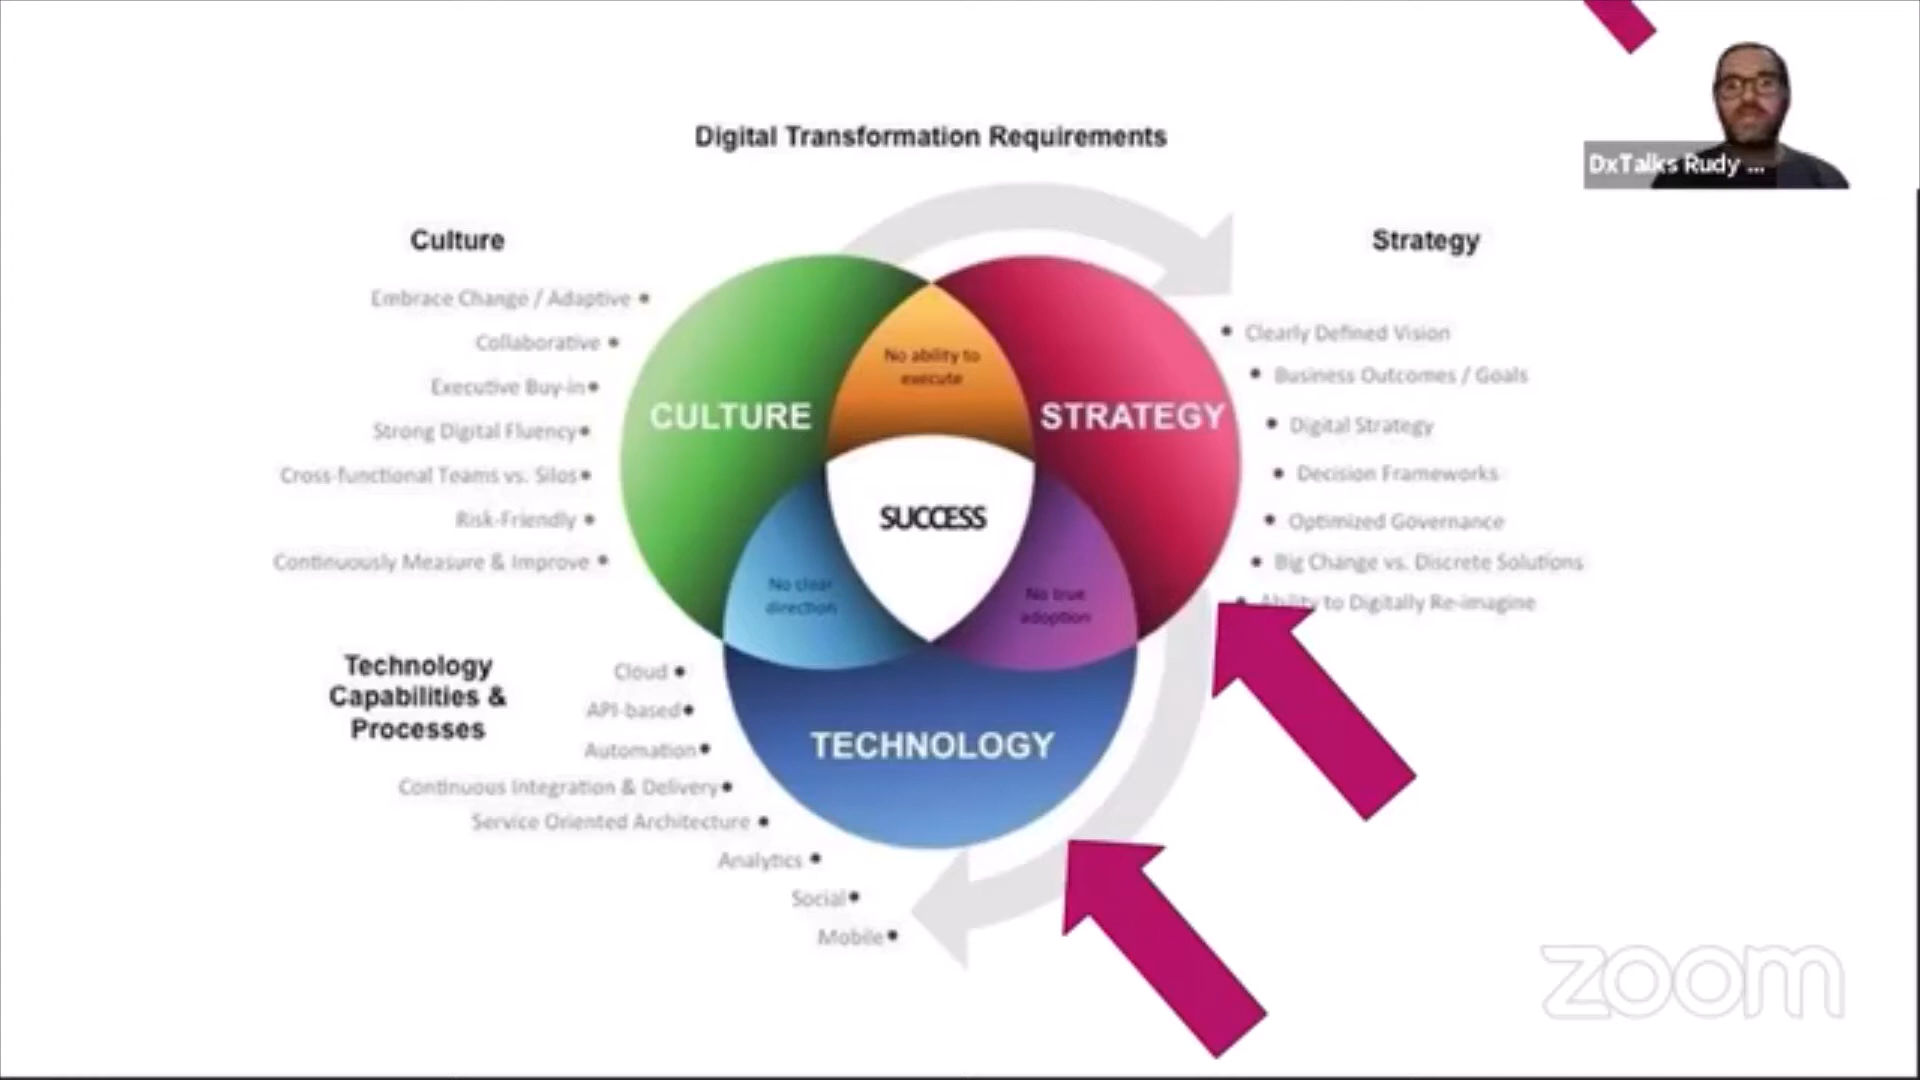 DxTalks Rudy ...
Digital Transformation Requirements
Culture
Embrace Change / Adaptive
Collaborative
Executive Buy-in
Strong Digital Fluency
Cross-functional Teams vs. Silos
Risk-Friendly
Continuously Measure & Improve
Strategy
Clearly Defined Vision
Business Outcomes / Goals
Digital Strategy
Decision Frameworks
Optimized Governance
Big Change vs. Discrete Solutions
Ability to Digitally Re-imagine
CULTURE
STRATEGY
No ability to
execute
SUCCESS
No clear
direction
No true
adoption
TECHNOLOGY
Technology
Capabilities &
Processes
Cloud
API-based
Automation
Continuous Integration & Delivery
Service Oriented Architecture
Analytics
Social
Mobile
zoom